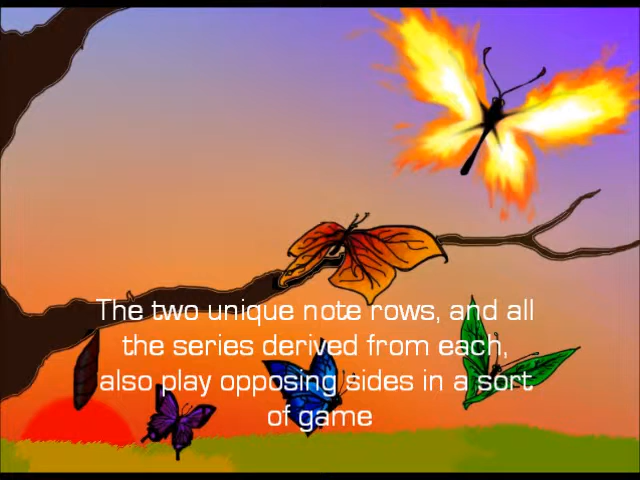 The two unique note rows, and all
the series derived from each,
also play opposing sides in a sort
of game